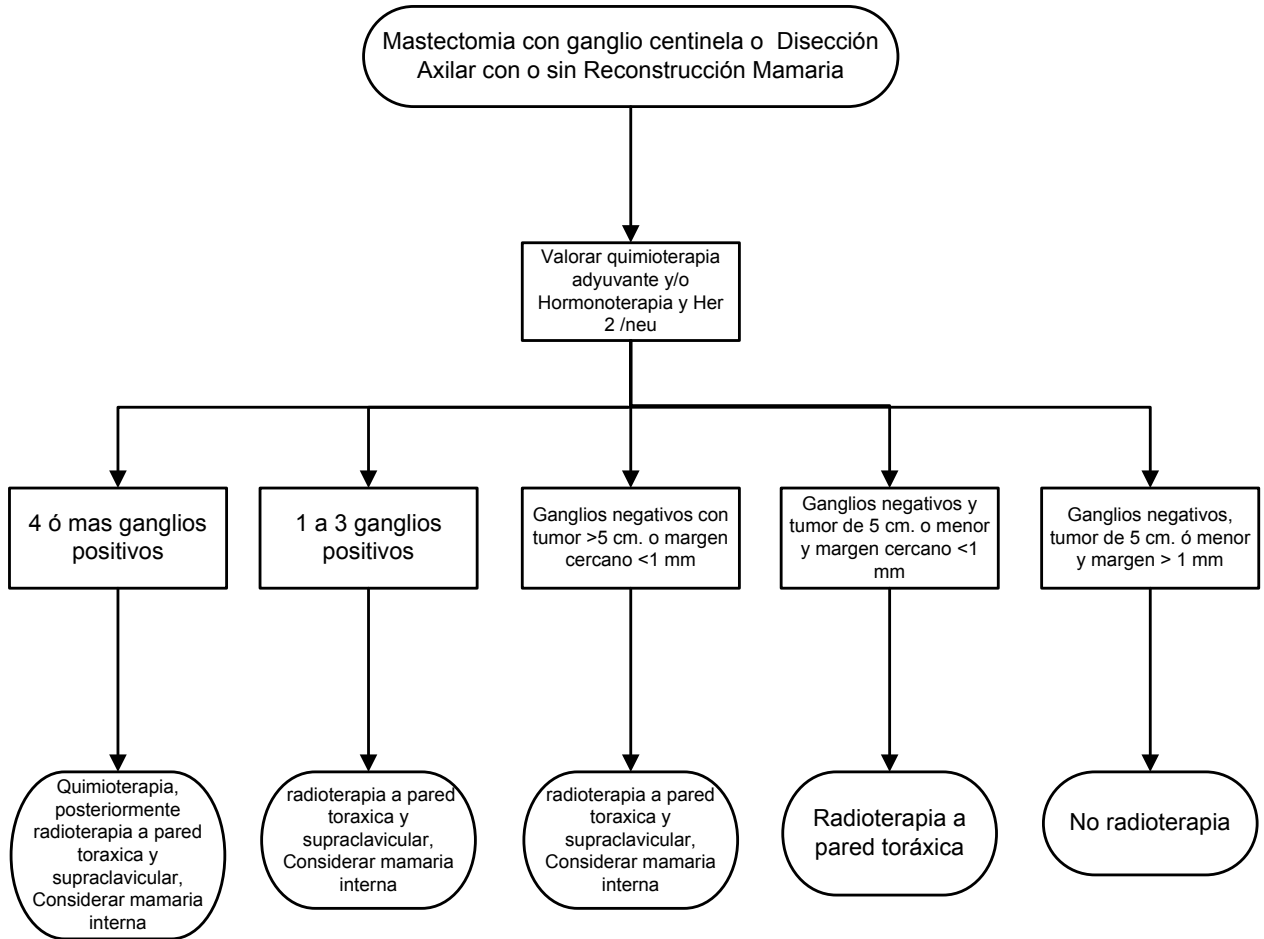 Mastectomia con ganglio centinela o Disección
Axilar con o sin Reconstrucción Mamaria
Valorar quimioterapia
adyuvante y/o
Hormonoterapia y Her
2 /neu
4 ó mas ganglios
positivos
1 a 3 ganglios
positivos
Ganglios negativos con
tumor >5 cm. o margen
cercano <1 mm
Ganglios negativos y
tumor de 5 cm. o menor
y margen cercano <1
mm
Ganglios negativos,
tumor de 5 cm. ó menor
y margen > 1 mm
Quimioterapia,
posteriormente
radioterapia a pared
toraxica y
supraclavicular,
Considerar mamaria
interna
radioterapia a pared
toraxica y
supraclavicular,
Considerar mamaria
interna
radioterapia a pared
toraxica y
supraclavicular,
Considerar mamaria
interna
Radioterapia a
pared toráxica
No radioterapia